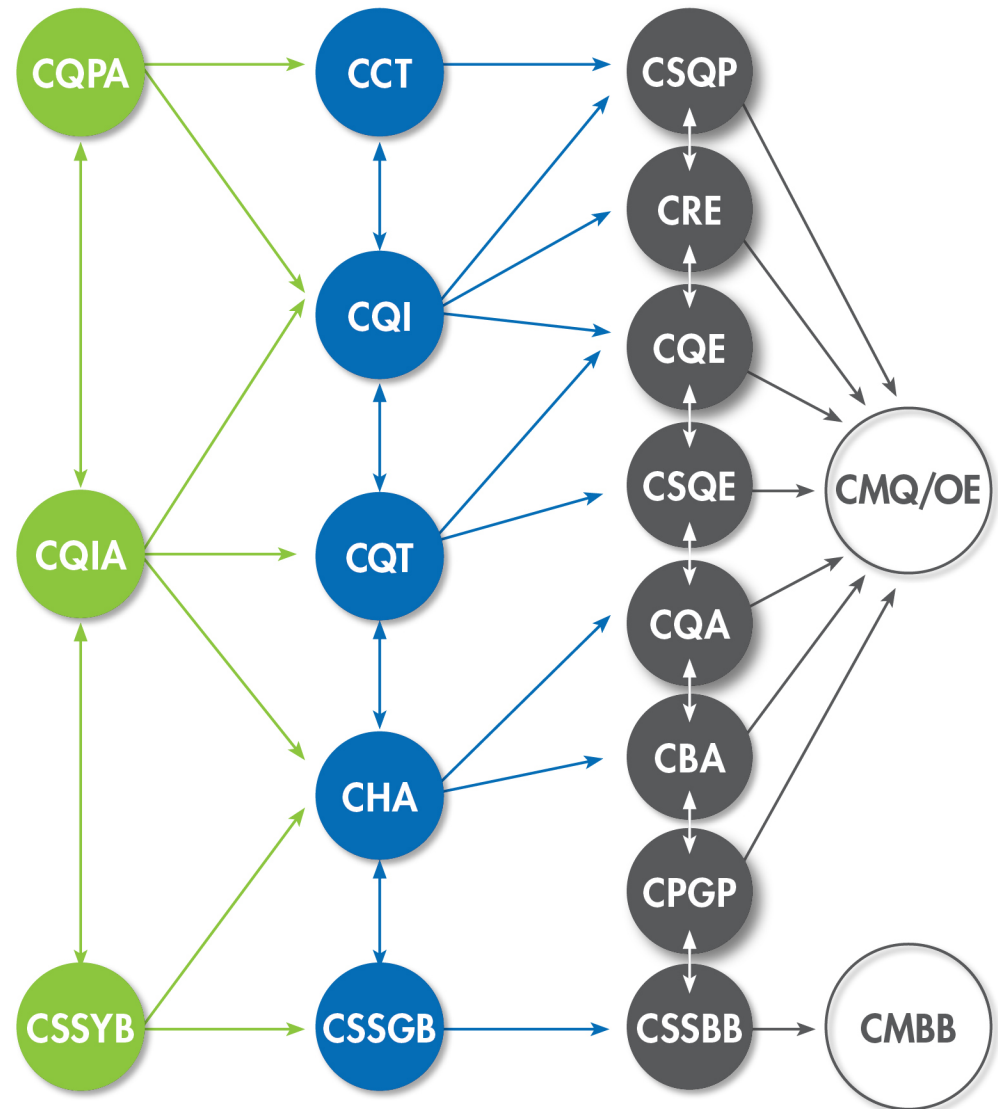 CQPA
CQIA
CSSYB
CCT
CQI
CQT
CHA
CSSGB
CSQP
CRE
CQE
CSQE
CQA
CBA
CPGP
CSSBB
CMQ/OE
CMBB